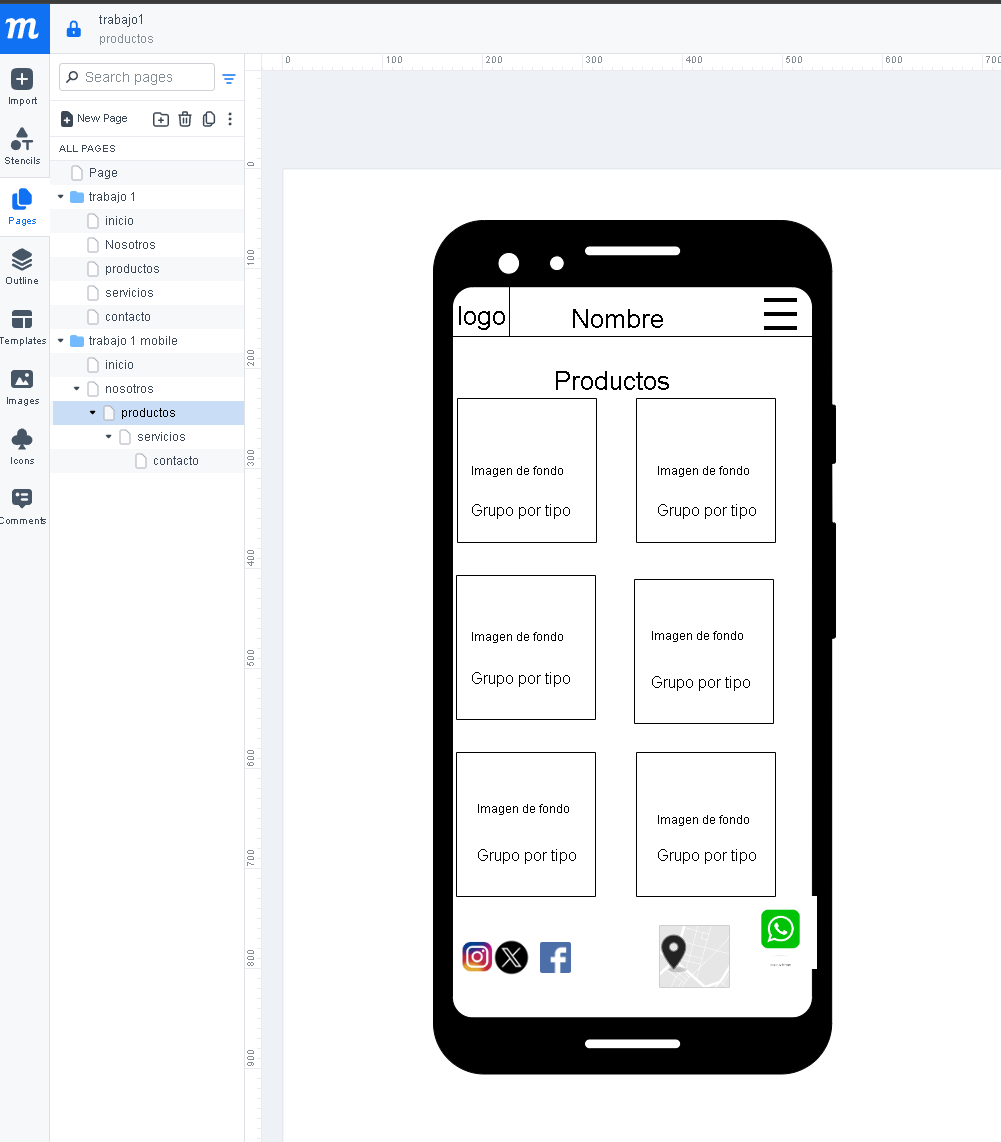 m
trabajo1
productos
Import
Stencils
Pages
Outline
Templates
Images
Icons
Comments
Search pages
New Page
ALL PAGES
Page
trabajo 1
inicio
Nosotros
productos
servicios
contacto
trabajo 1 mobile
inicio
nosotros
productos
servicios
contacto
0 100 200 300 400 500 600 700
0
100
200
300
400
500
600
700
800
900
logo Nombre
Productos
Imagen de fondo Imagen de fondo
Grupo por tipo Grupo por tipo
Imagen de fondo Imagen de fondo
Grupo por tipo Grupo por tipo
Imagen de fondo Imagen de fondo
Grupo por tipo Grupo por tipo